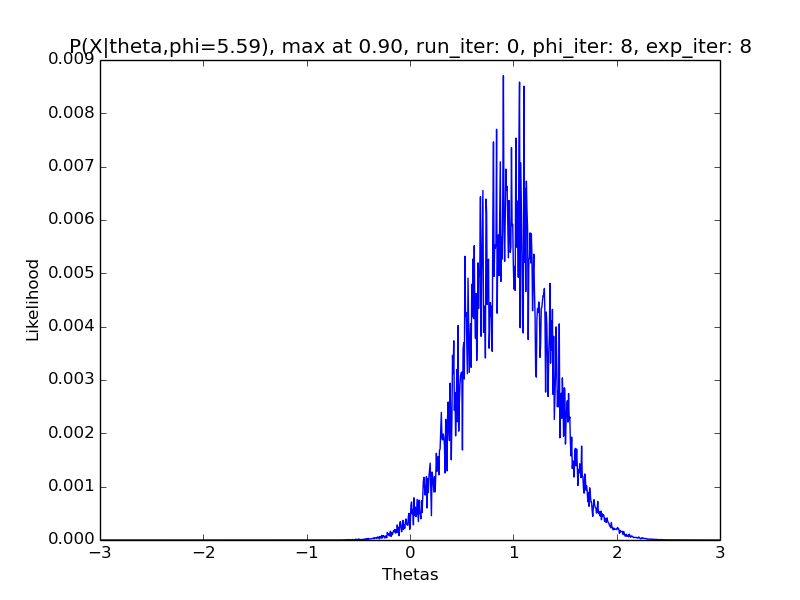 P(X|theta,phi=5.59), max at 0.90, run_iter: 0, phi_iter: 8, exp_iter: 8
0.009
0.008
0.007
0.006
0.005
0.004
0.003
0.002
0.001
0.000
Likelihood
−3 −2 −1 0 1 2 3
Thetas